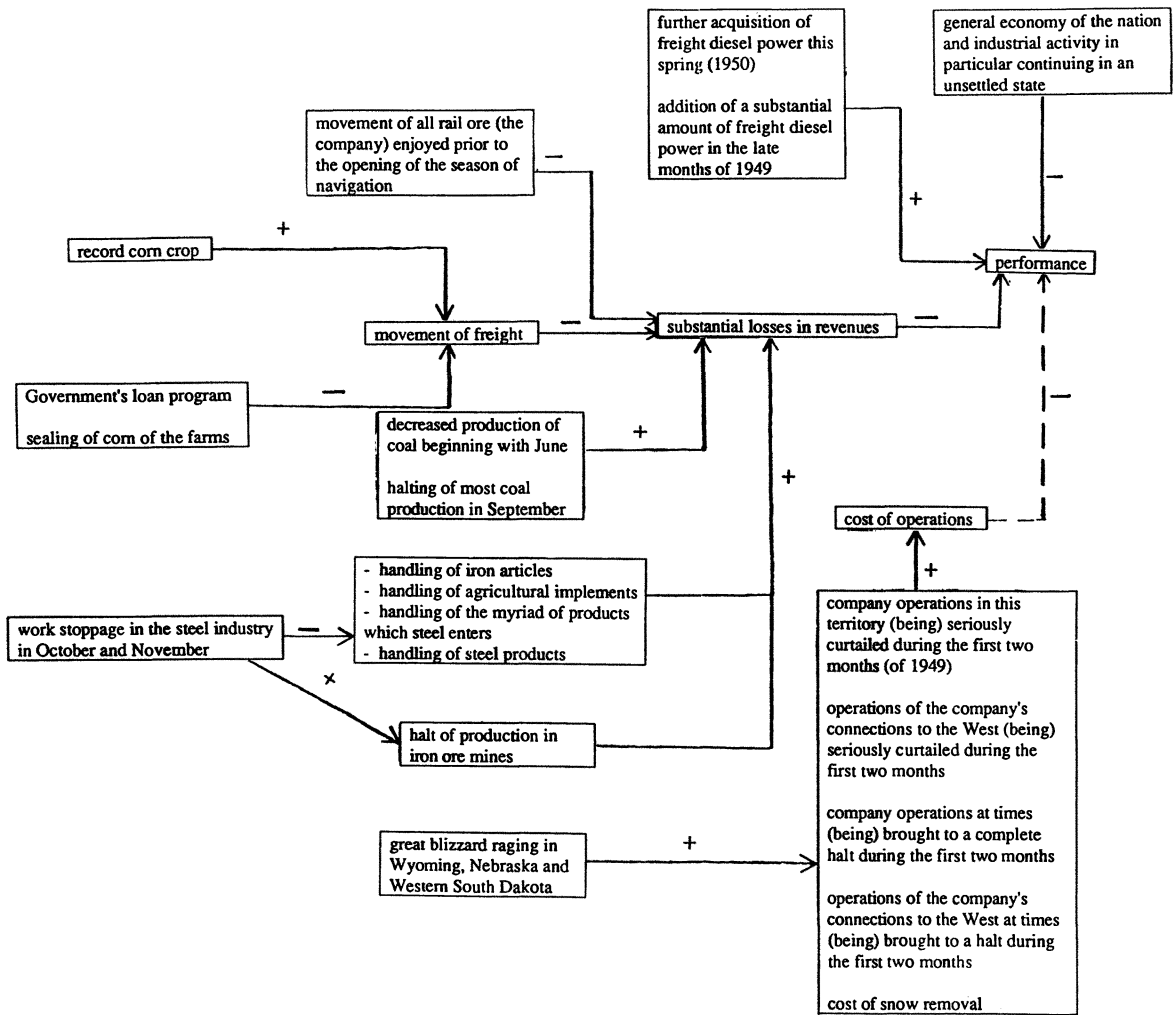 further acquisition of
freight diesel power this
spring (1950)
addition of a substantial
amount of freight diesel
power in the late
months of 1949
general economy of the nation
and industrial activity in
particular continuing in an
unsettled state
movement of all rail ore (the
company) enjoyed prior to
the opening of the season of
navigation
−
−
+
+
record corn crop
performance
movement of freight
−
substantial losses in revenues
−
Government's loan program
sealing of corn of the farms
−
decreased production of
coal beginning with June
halting of most coal
production in September
+
−
+
cost of operations
+
- handling of iron articles
- handling of agricultural implements
- handling of the myriad of products
which steel enters
- handling of steel products
work stoppage in the steel industry
in October and November
−
+
halt of production in
iron ore mines
great blizzard raging in
Wyoming, Nebraska and
Western South Dakota
+
company operations in this
territory (being) seriously
curtailed during the first two
months (of 1949)
operations of the company's
connections to the West (being)
seriously curtailed during the
first two months
company operations at times
(being) brought to a complete
halt during the first two months
operations of the company's
connections to the West at times
(being) brought to a halt during
the first two months
cost of snow removal